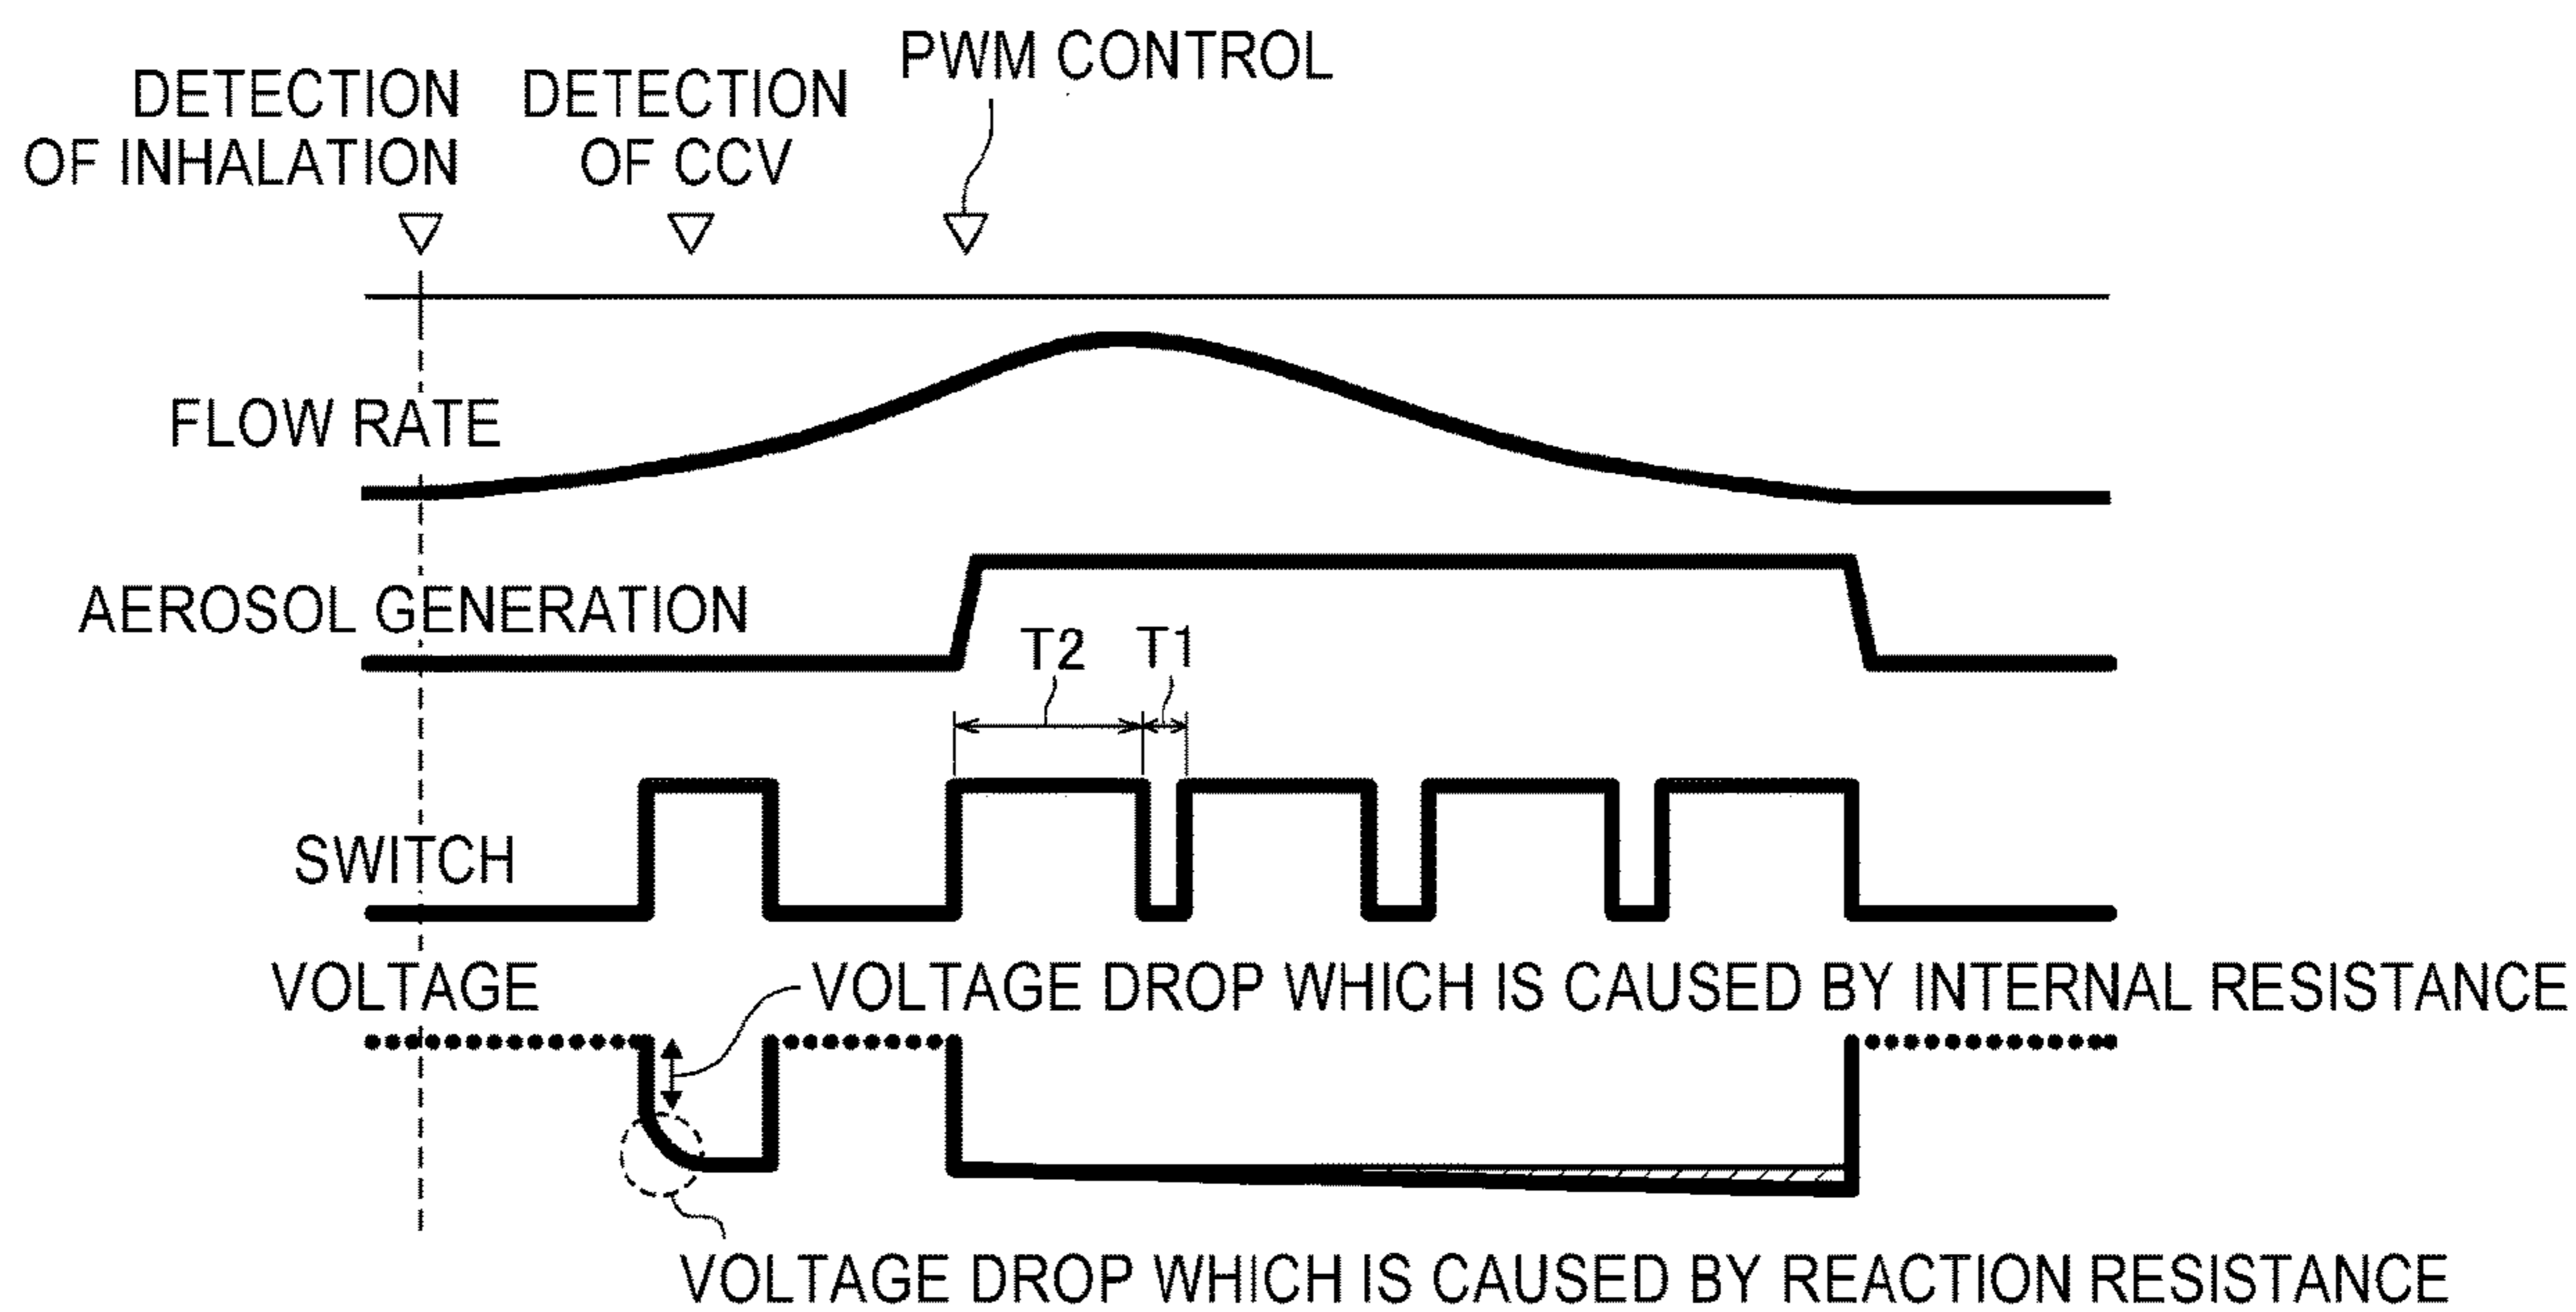 PWM CONTROL
DETECTION
OF INHALATION
DETECTION
OF CCV
FLOW RATE
AEROSOL GENERATION
T2
T1
SWITCH
VOLTAGE
VOLTAGE DROP WHICH IS CAUSED BY INTERNAL RESISTANCE
VOLTAGE DROP WHICH IS CAUSED BY REACTION RESISTANCE